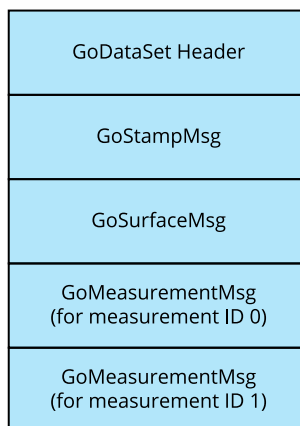 GoDataSet Header
GoStampMsg
GoSurfaceMsg
GoMeasurementMsg
(for measurement ID 0)
GoMeasurementMsg
(for measurement ID 1)